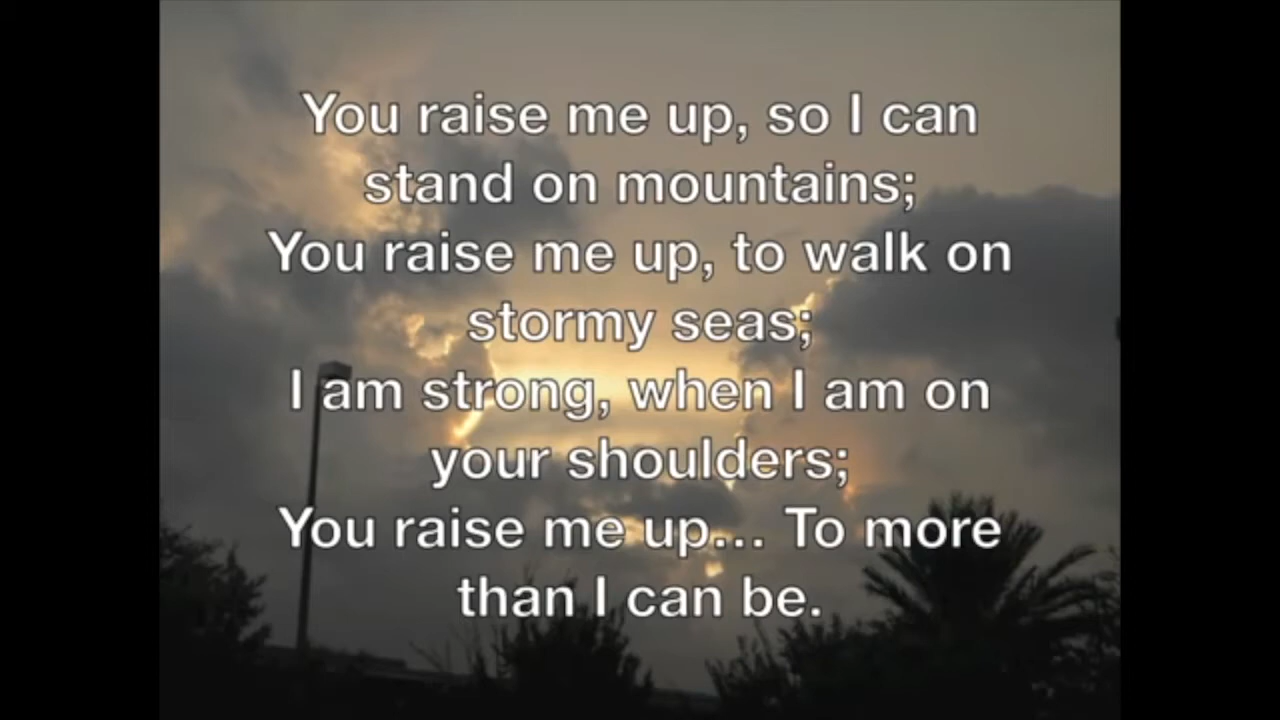 You raise me up, so I can
stand on mountains;
You raise me up, to walk on
stormy seas;
I am strong, when I am on
your shoulders;
You raise me up... To more
than I can be.